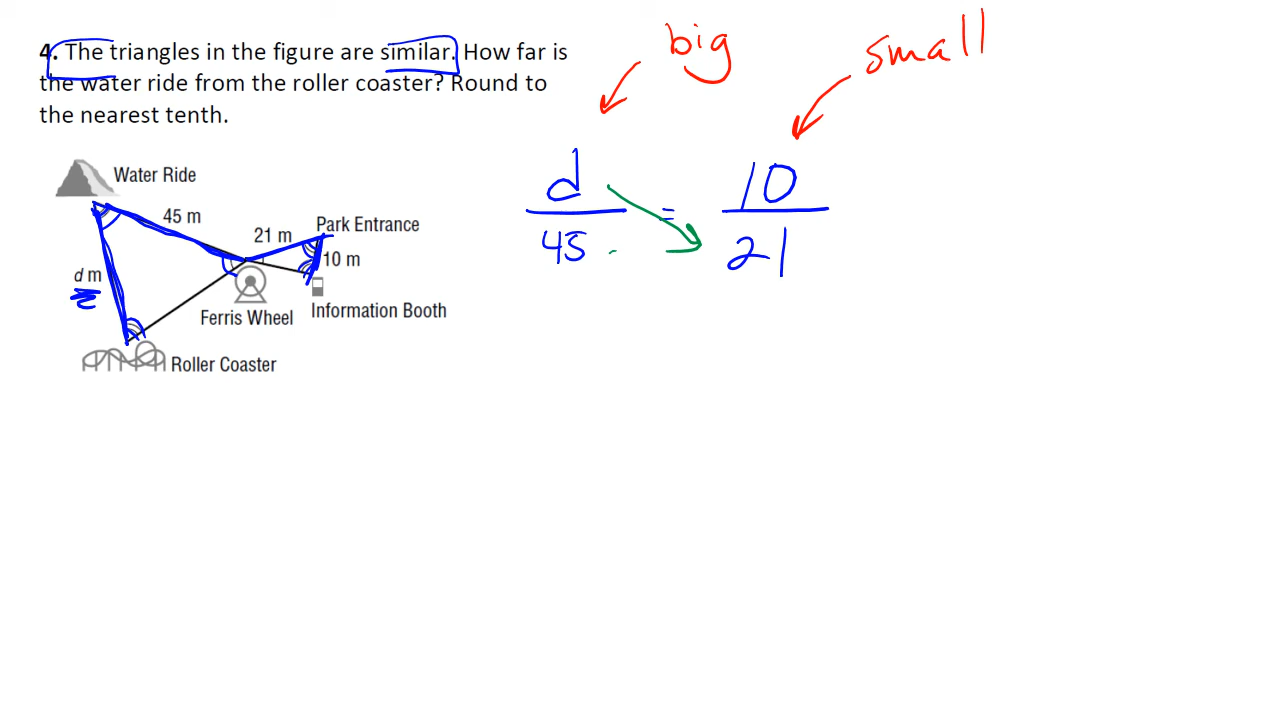 4. The triangles in the figure are similar. How far is
the water ride from the roller coaster? Round to
the nearest tenth.
big
small
d
10
=
45
21
Water Ride
45 m
21 m
Park Entrance
10 m
d m
Information Booth
Ferris Wheel
Roller Coaster